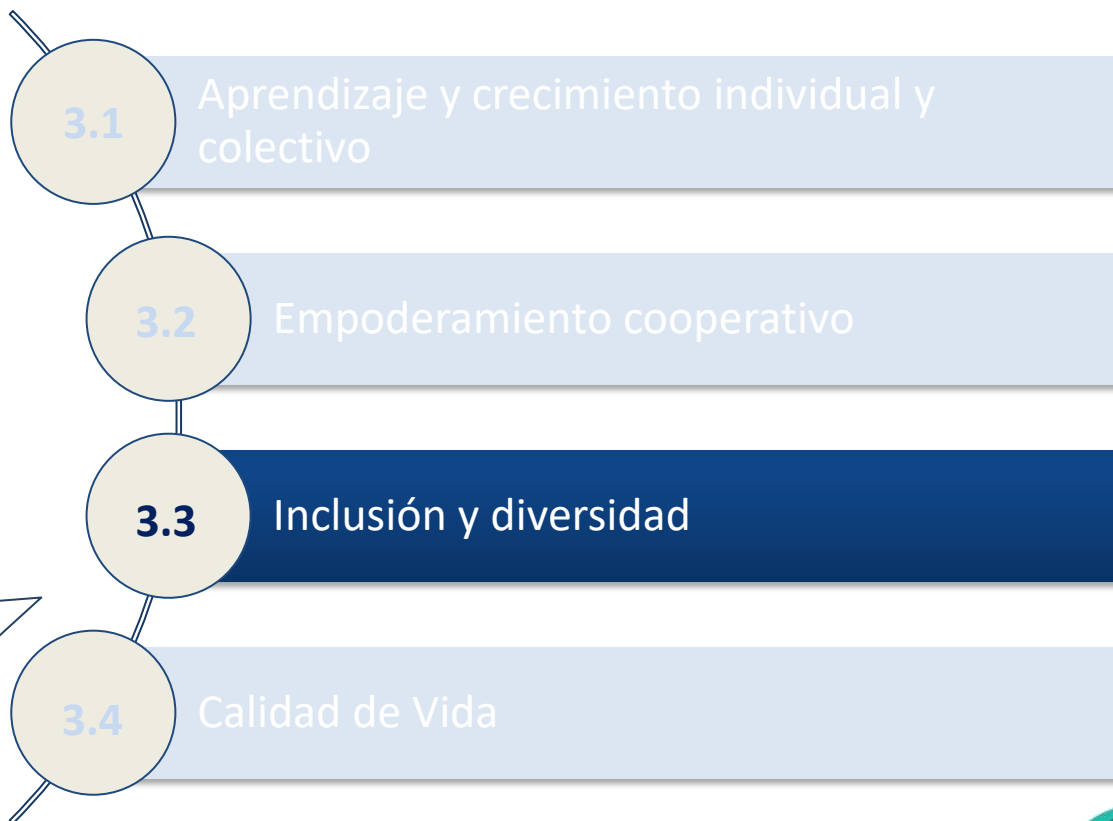 3.1
Aprendizaje y crecimiento individual y
colectivo
3.2
Empoderamiento cooperativo
3.3
Inclusión y diversidad
3.4
Calidad de Vida